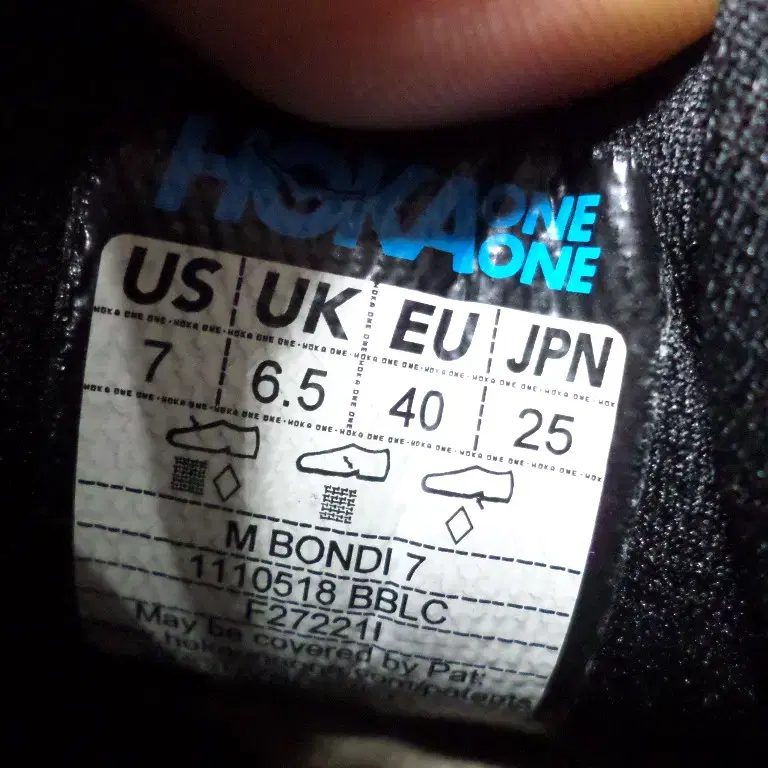 HOKA ONE ONE
US UK EU JPN
7 6.5 40 25
M BONDI 7
1110518 BBLC
F27221I
May be covered by Pat: